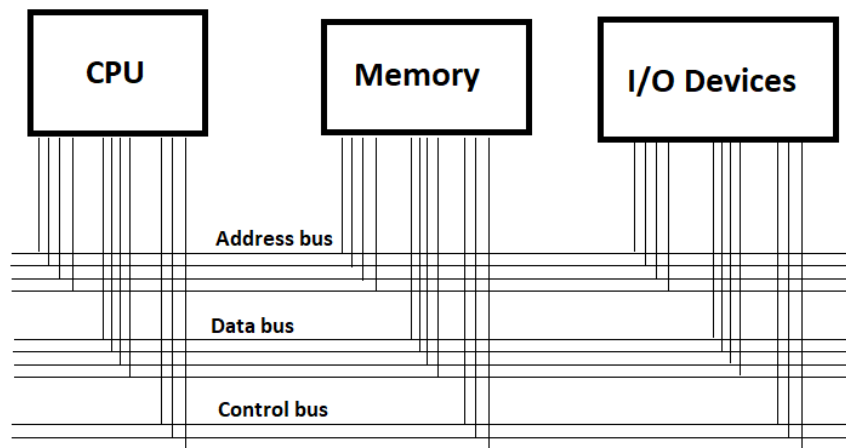 CPU
Memory
I/O Devices
Address bus
Data bus
Control bus